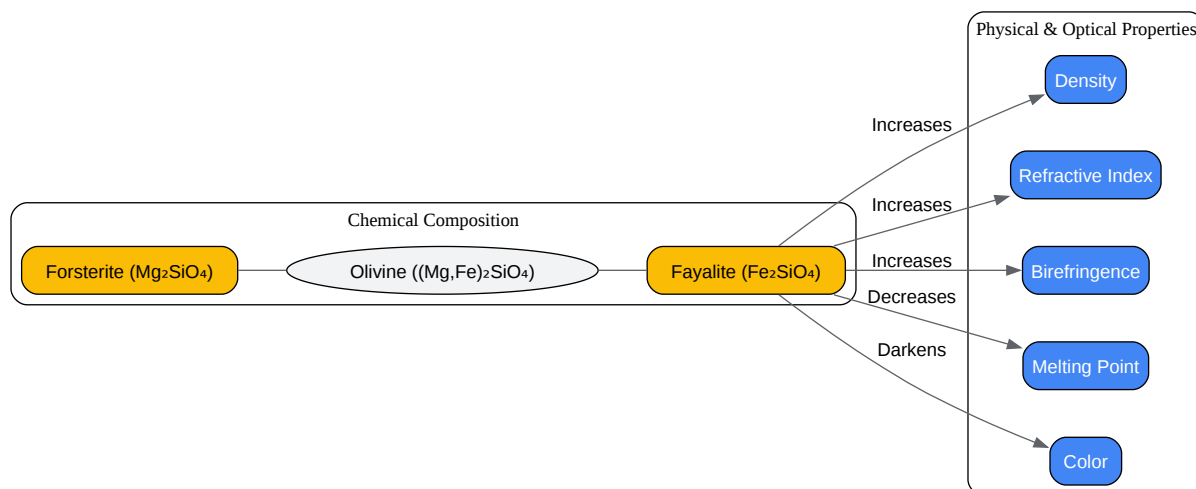 Physical & Optical Properties
Density
Increases
Refractive Index
Increases
Chemical Composition
Forsterite (Mg₂SiO₄)
Olivine ((Mg,Fe)₂SiO₄)
Fayalite (Fe₂SiO₄)
Increases
Birefringence
Decreases
Melting Point
Darkens
Color